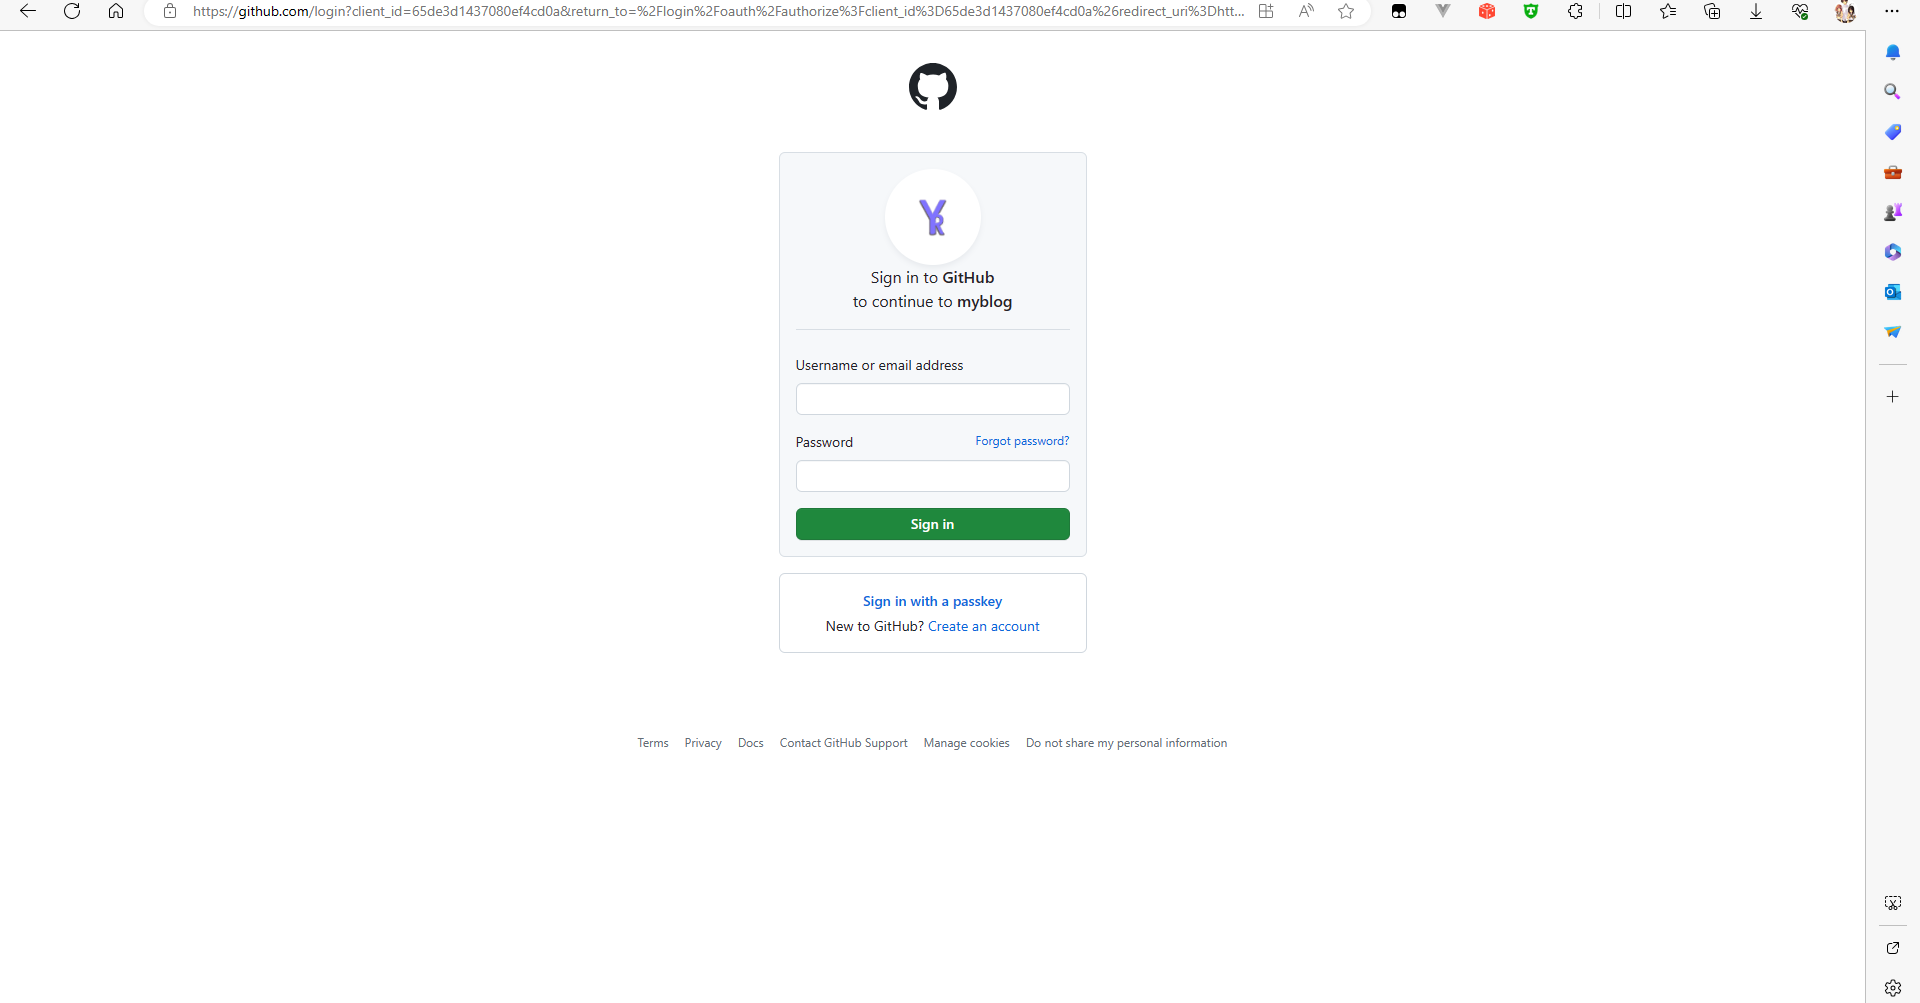 https://github.com/login?client_id=65de3d1437080ef4cd0a&return_to=%2Flogin%2Foauth%2Fauthorize%3Fclient_id%3D65de3d1437080ef4cd0a%26redirect_uri%3Dhtt...
Sign in to GitHub
to continue to myblog
Username or email address
Password Forgot password?
Sign in
Sign in with a passkey
New to GitHub? Create an account
Terms Privacy Docs Contact GitHub Support Manage cookies Do not share my personal information